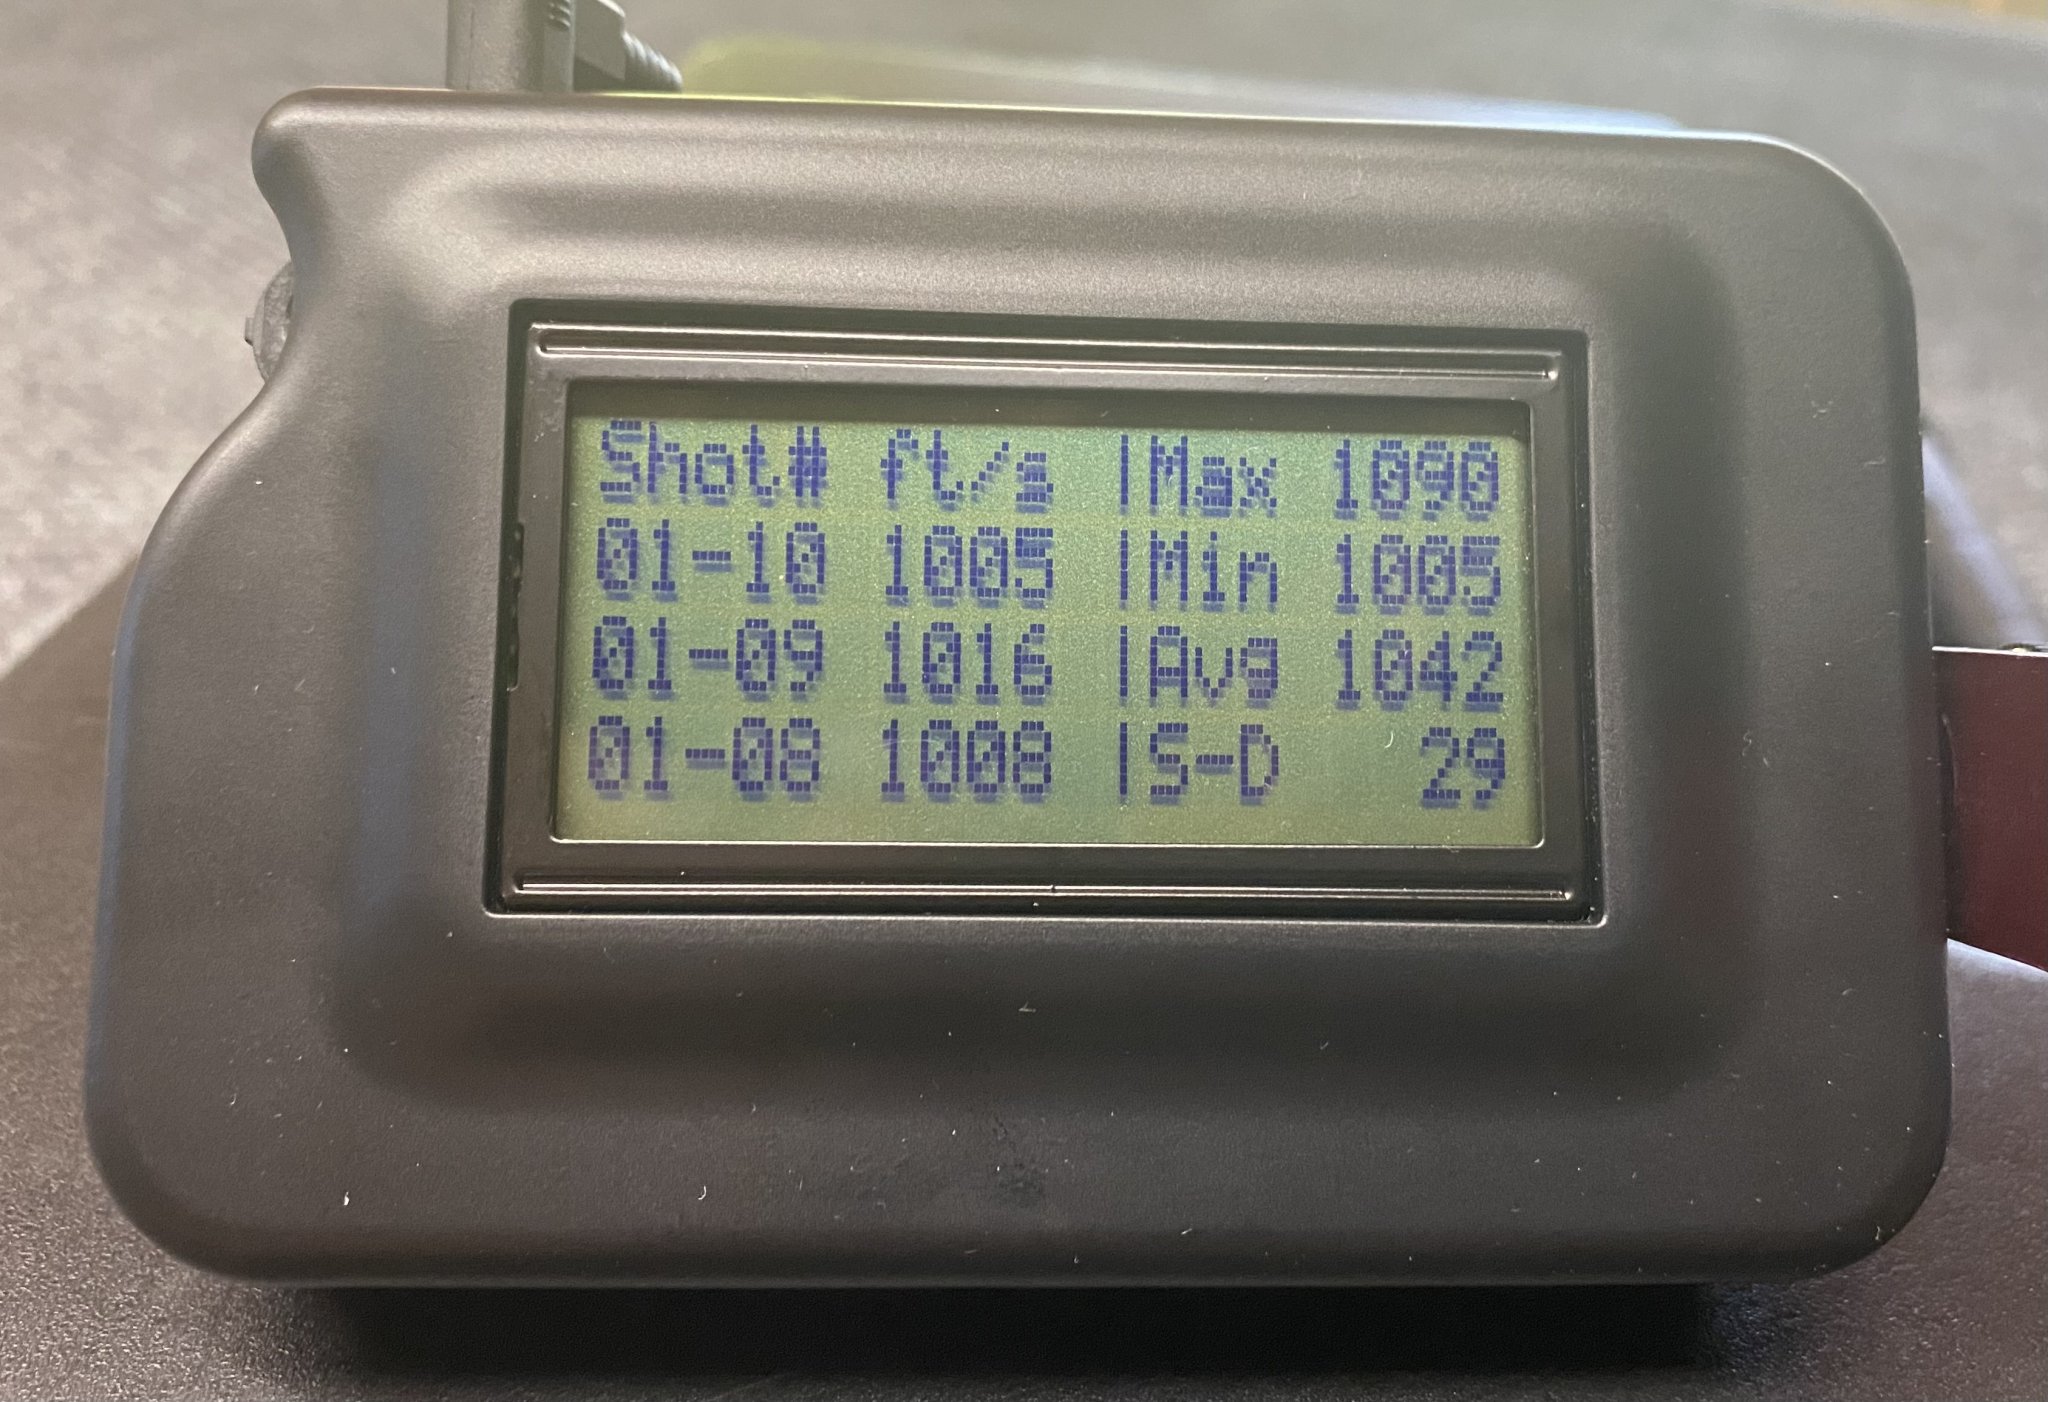 Shot# ft/s |Max 1090
01-10 1005 |Min 1005
01-09 1016 |Avg 1042
01-08 1008 |S-D 29